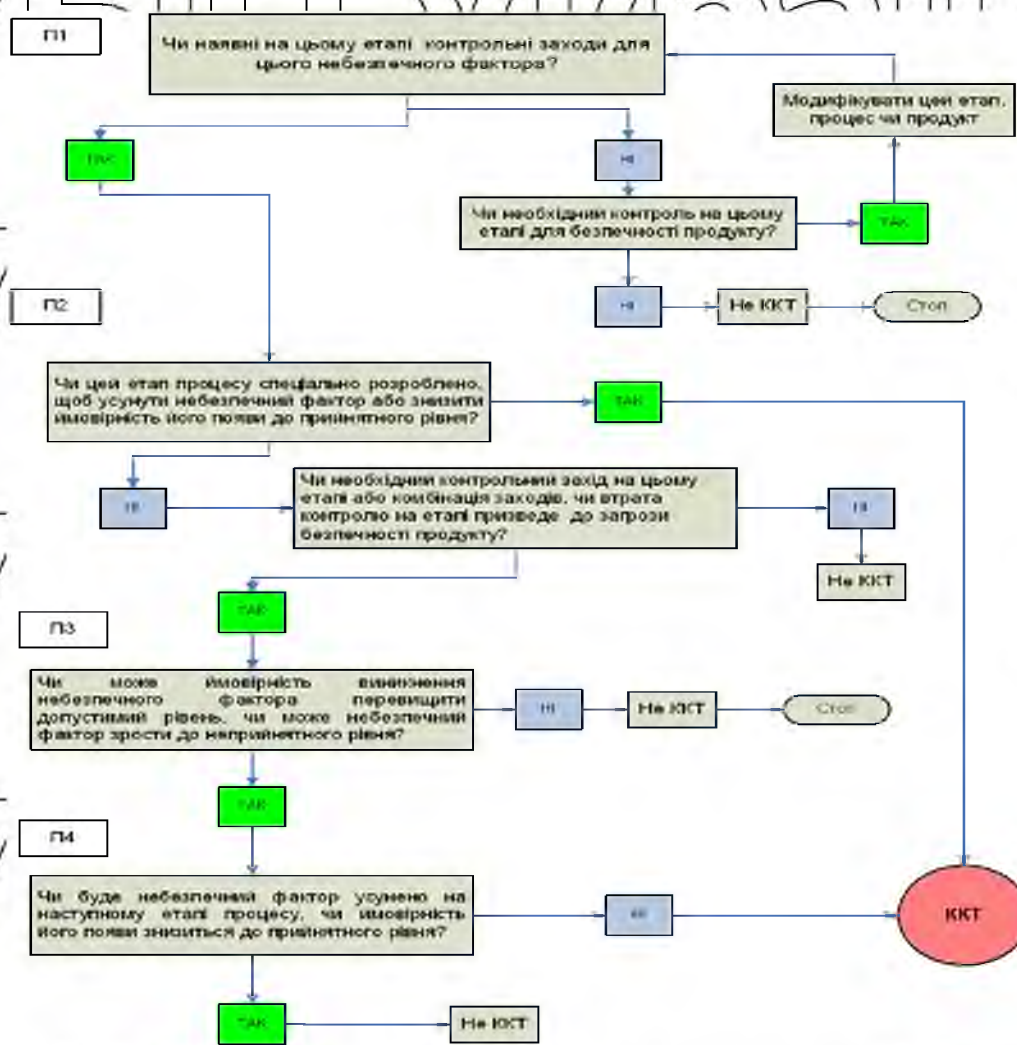 П1
Чи наявні на цьому етапі контрольні заходи для
цього небезпечного фактора?
Модифікувати цей етап,
процес чи продукт
ТАК
НІ
Чи необхідний контроль на цьому
етапі для безпечності продукту?
ТАК
П2
НІ
Не ККТ
Стоп
Чи цей етап процесу спеціально розроблено,
щоб усунути небезпечний фактор або знизити
ймовірність його появи до прийнятного рівня?
ТАК
Чи необхідний контрольний захід на цьому
етапі або комбінація заходів, чи втрата
контролю на етапі призведе до загрози
безпечності продукту?
НІ
НІ
Не ККТ
ТАК
П3
Чи може ймовірність виникнення
небезпечного фактора перевищити
допустимий рівень, чи може небезпечний
фактор зрости до неприйнятного рівня?
НІ
Не ККТ
Стоп
ТАК
П4
Чи буде небезпечний фактор усунено на
наступному етапі процесу, чи ймовірність
його появи знизиться до прийнятного рівня?
НІ
ККТ
ТАК
Не ККТ